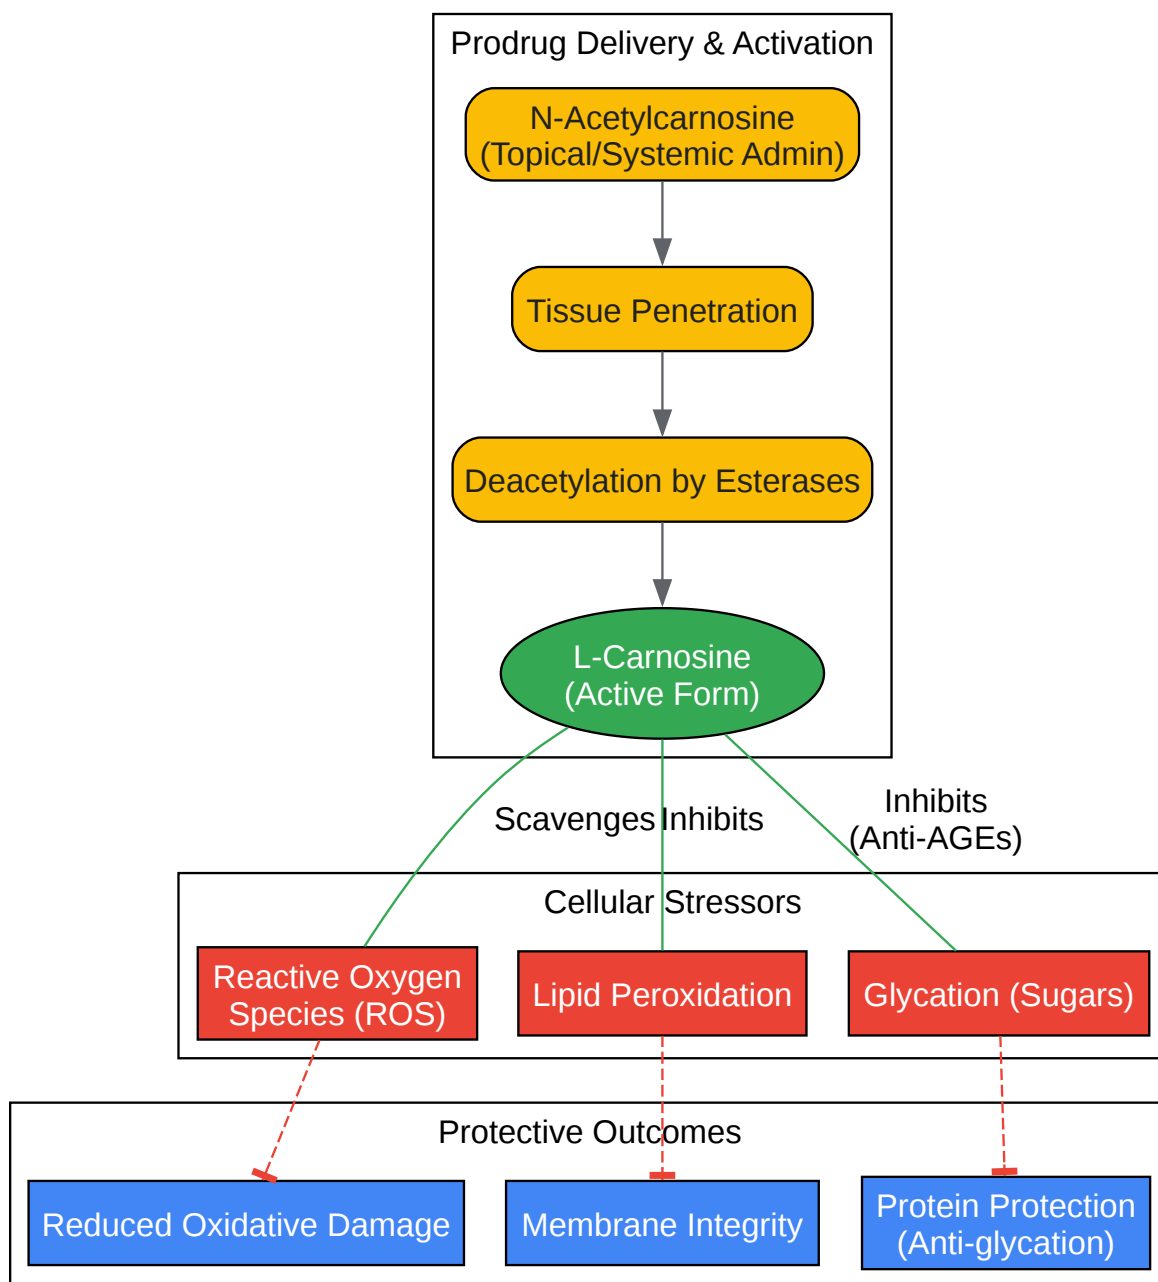 Prodrug Delivery & Activation
N-Acetylcarnosine
(Topical/Systemic Admin)
Tissue Penetration
Deacetylation by Esterases
L-Carnosine
(Active Form)
Scavenges
Inhibits
Inhibits
(Anti-AGEs)
Cellular Stressors
Reactive Oxygen
Species (ROS)
Lipid Peroxidation
Glycation (Sugars)
Protective Outcomes
Reduced Oxidative Damage
Membrane Integrity
Protein Protection
(Anti-glycation)